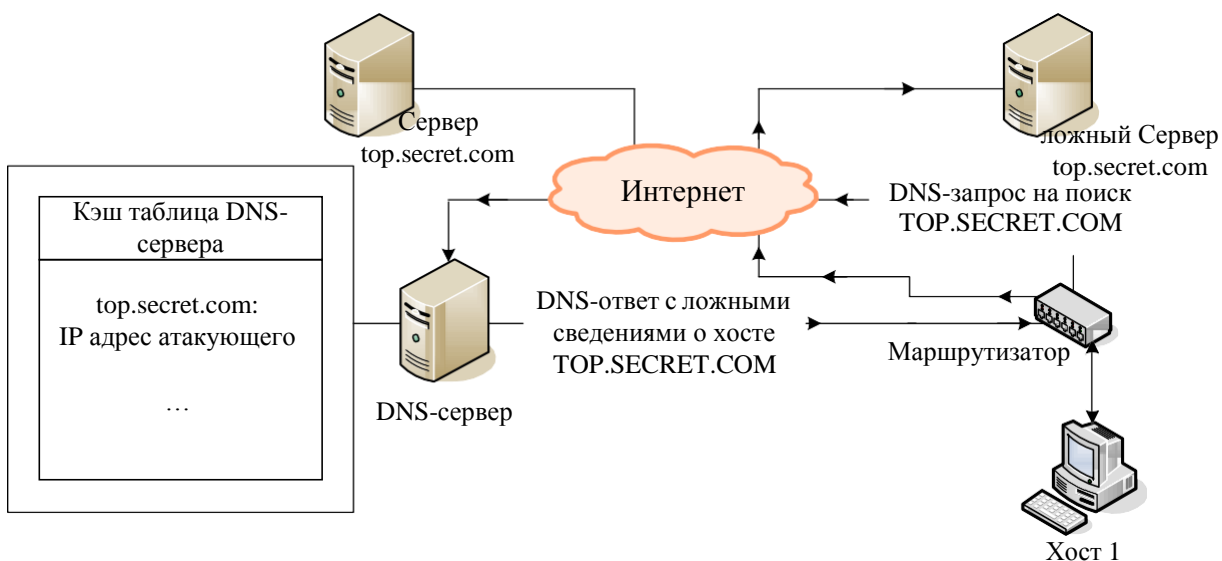 Сервер
top.secret.com
ложный Сервер
top.secret.com
Интернет
DNS-запрос на поиск
TOP.SECRET.COM
Кэш таблица DNS-
сервера
top.secret.com:
IP адрес атакующего
…
DNS-ответ с ложными
сведениями о хосте
TOP.SECRET.COM
Маршрутизатор
DNS-сервер
Хост 1